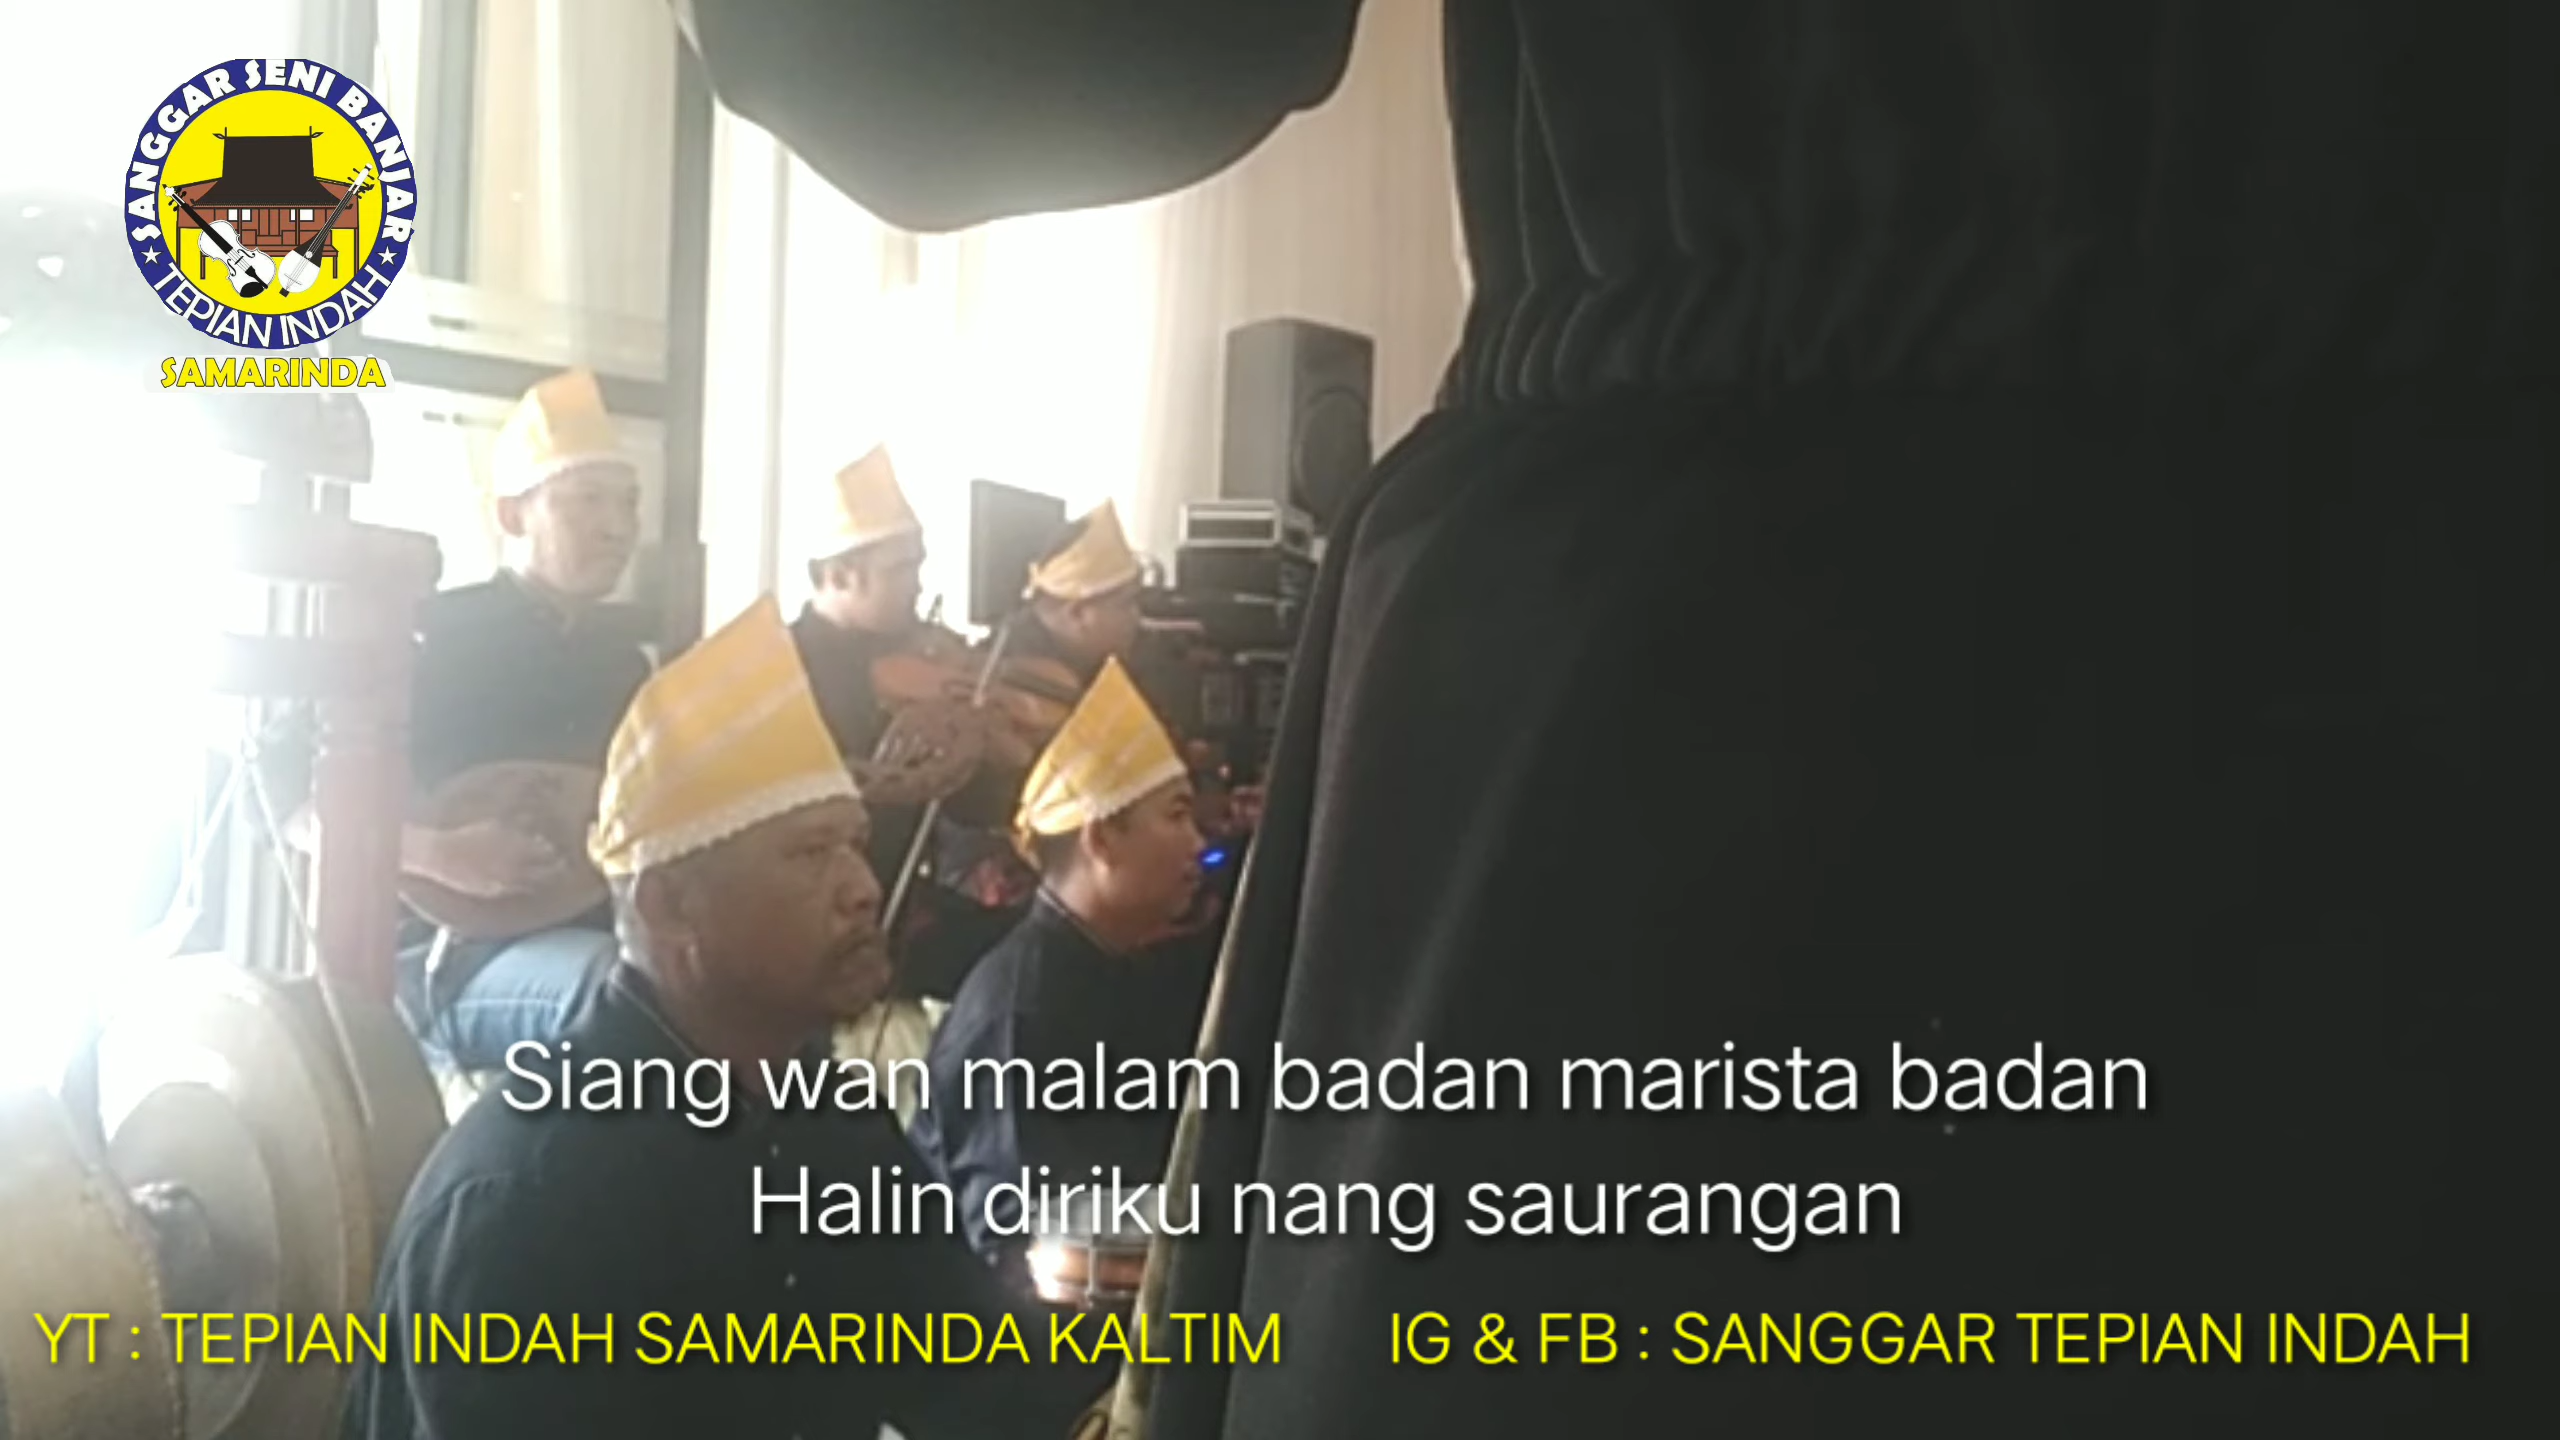 SANGGAR SENI BANJAR
TEPIAN INDAH
SAMARINDA
Siang wan malam badan marista badan
Halin diriku nang saurangan
YT : TEPIAN INDAH SAMARINDA KALTIM IG & FB : SANGGAR TEPIAN INDAH